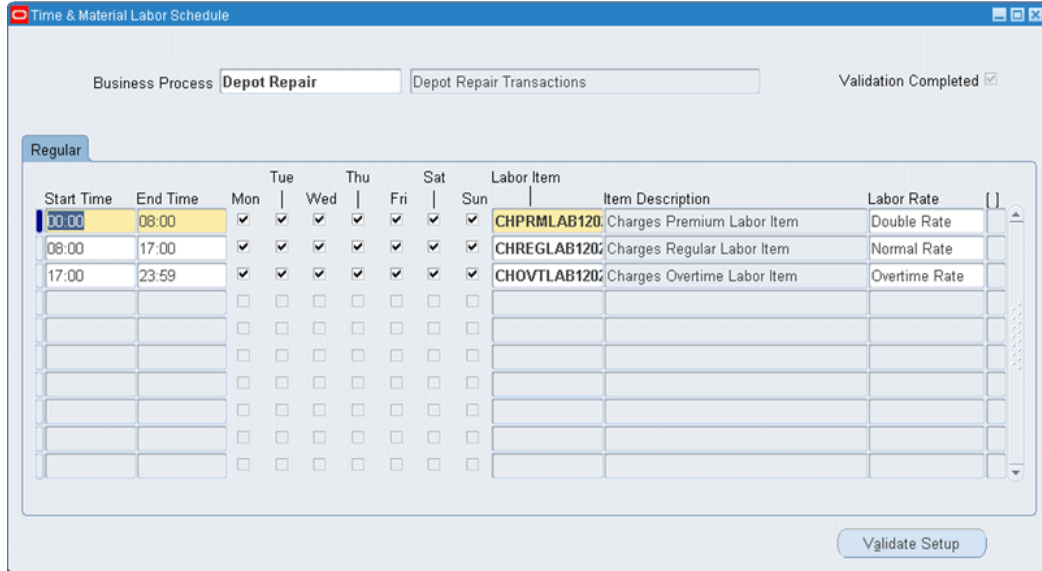 Time & Material Labor Schedule
Business Process Depot Repair Depot Repair Transactions Validation Completed
Regular
Tue Thu Sat Labor Item
Start Time End Time Mon Wed Fri Sun Item Description Labor Rate [ ]
00:00 08:00 CHPRMLAB120 Charges Premium Labor Item Double Rate
08:00 17:00 CHREGLAB120 Charges Regular Labor Item Normal Rate
17:00 23:59 CHOVTLAB120 Charges Overtime Labor Item Overtime Rate
Validate Setup